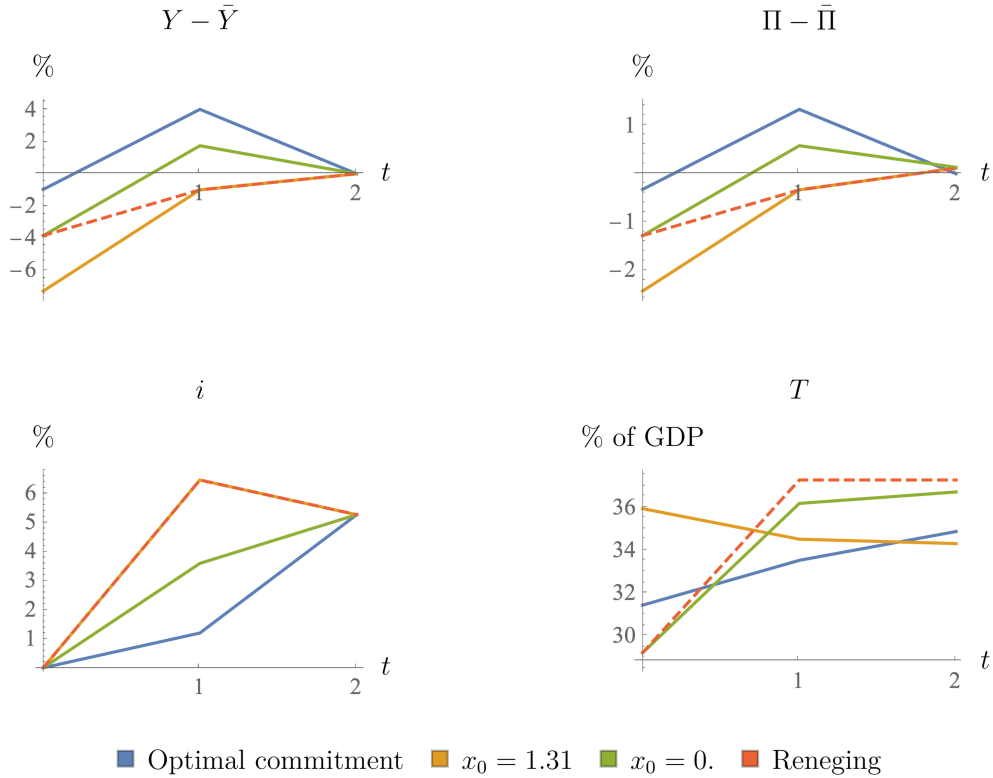 Y − Ȳ
%
4
2
−2
−4
−6
1
2
t
Π − Π̄
%
1
−1
−2
1
2
t
i
%
6
5
4
3
2
1
1
2
t
T
% of GDP
36
34
32
30
1
2
t
Optimal commitment x₀ = 1.31 x₀ = 0. Reneging